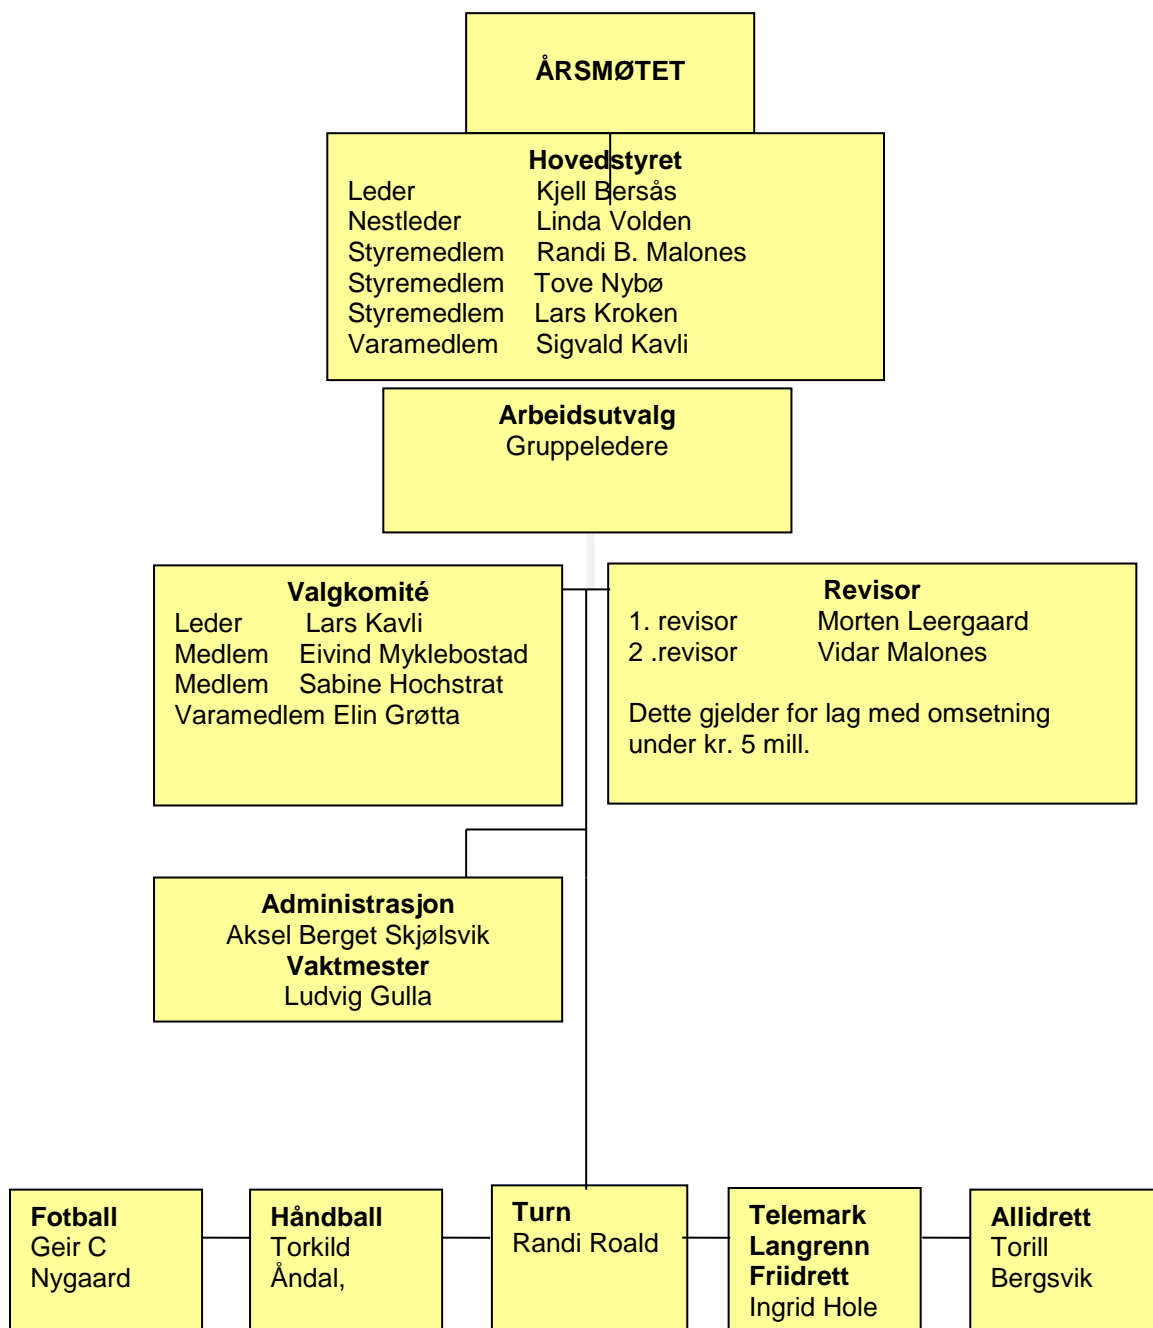 ÅRSMØTET
Hovedstyret
Leder Kjell Bersås
Nestleder Linda Volden
Styremedlem Randi B. Malones
Styremedlem Tove Nybø
Styremedlem Lars Kroken
Varamedlem Sigvald Kavli
Arbeidsutvalg
Gruppeledere
Valgkomité
Leder Lars Kavli
Medlem Eivind Myklebostad
Medlem Sabine Hochstrat
Varamedlem Elin Grøtta
Revisor
1. revisor Morten Leergaard
2 .revisor Vidar Malones
Dette gjelder for lag med omsetning
under kr. 5 mill.
Administrasjon
Aksel Berget Skjølsvik
Vaktmester
Ludvig Gulla
Fotball
Geir C
Nygaard
Håndball
Torkild
Åndal,
Turn
Randi Roald
Telemark
Langrenn
Friidrett
Ingrid Hole
Allidrett
Torill
Bergsvik